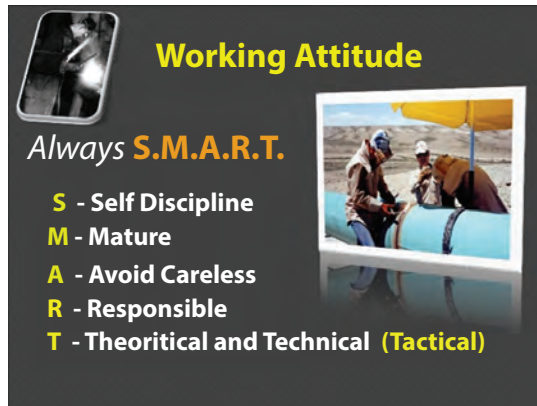 Working Attitude
Always S.M.A.R.T.
S - Self Discipline
M - Mature
A - Avoid Careless
R - Responsible
T - Theoritical and Technical (Tactical)